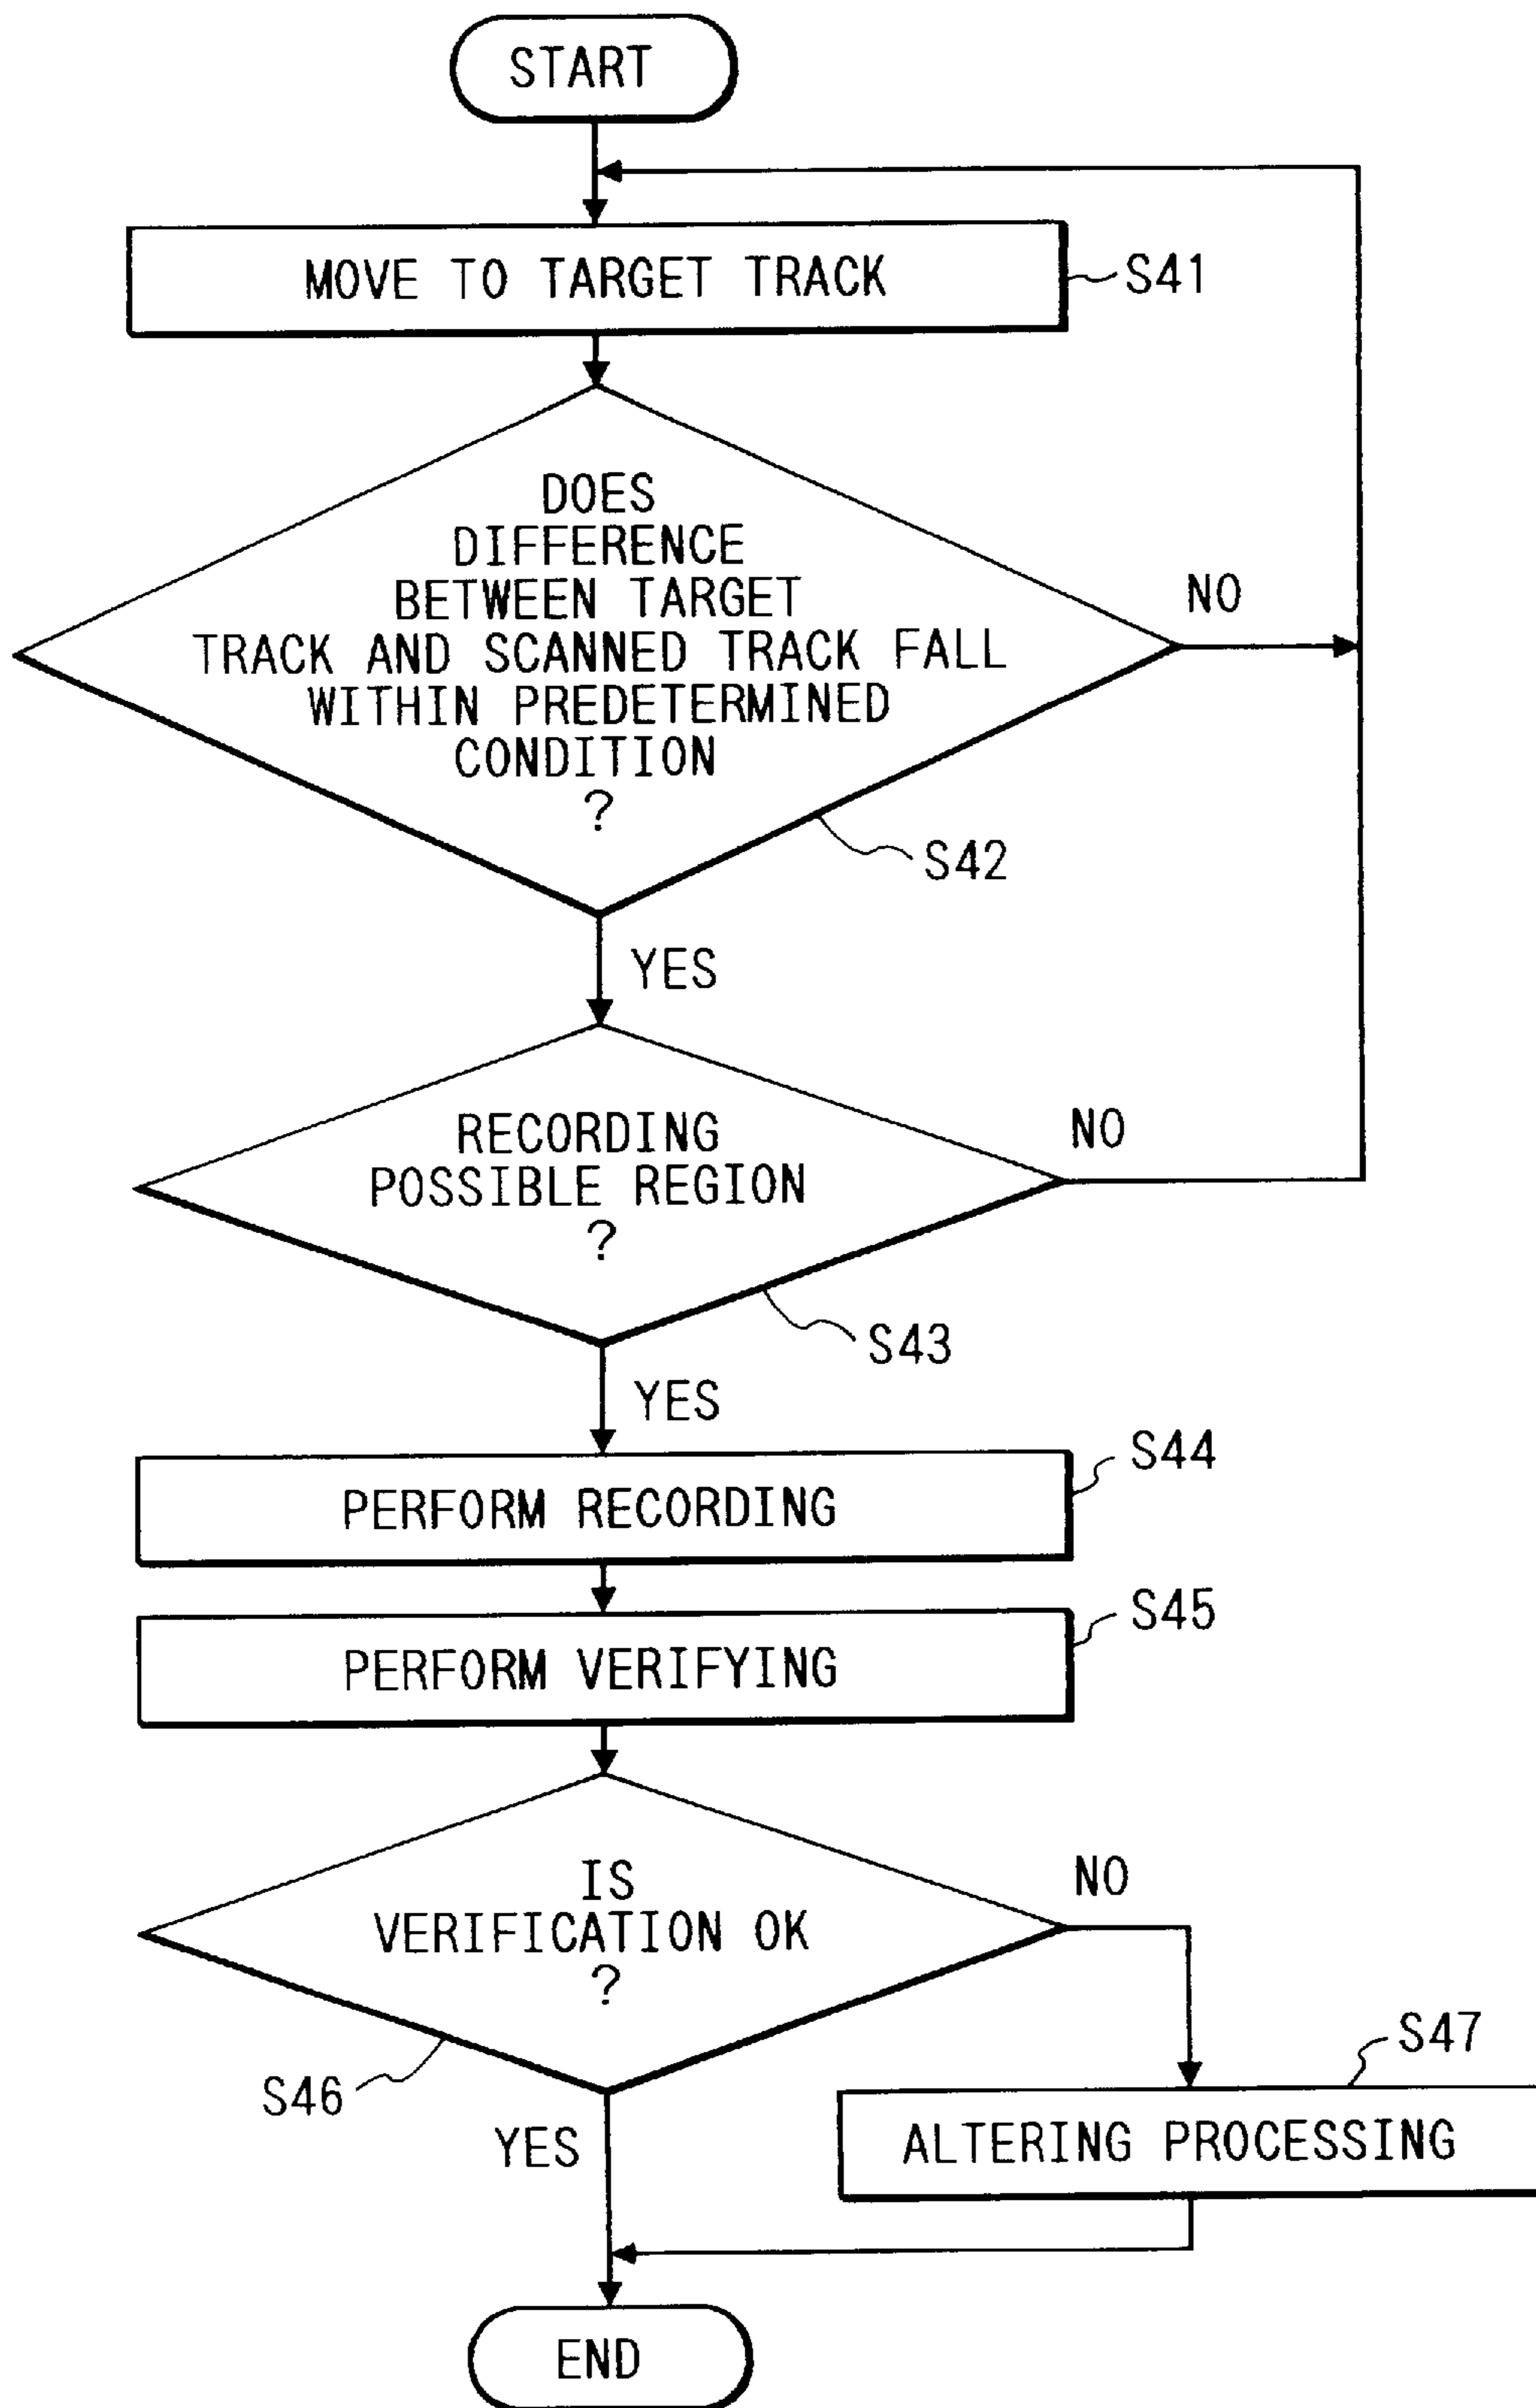 START
MOVE TO TARGET TRACK
S41
DOES
DIFFERENCE
BETWEEN TARGET
TRACK AND SCANNED TRACK FALL
WITHIN PREDETERMINED
CONDITION
?
NO
S42
YES
RECORDING
POSSIBLE REGION
?
NO
S43
YES
PERFORM RECORDING
S44
PERFORM VERIFYING
S45
IS
VERIFICATION OK
?
NO
S46
YES
S47
ALTERING PROCESSING
END